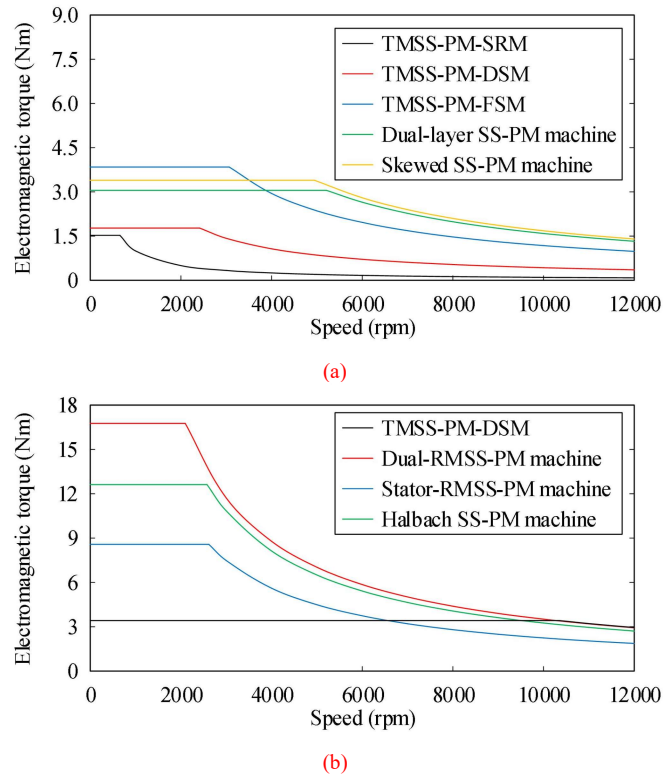 9.0
7.5
6.0
4.5
3.0
1.5
0
Electromagnetic torque (Nm)
TMSS-PM-SRM
TMSS-PM-DSM
TMSS-PM-FSM
Dual-layer SS-PM machine
Skewed SS-PM machine
0 2000 4000 6000 8000 10000 12000
Speed (rpm)
(a)
18
15
12
9
6
3
0
Electromagnetic torque (Nm)
TMSS-PM-DSM
Dual-RMSS-PM machine
Stator-RMSS-PM machine
Halbach SS-PM machine
0 2000 4000 6000 8000 10000 12000
Speed (rpm)
(b)